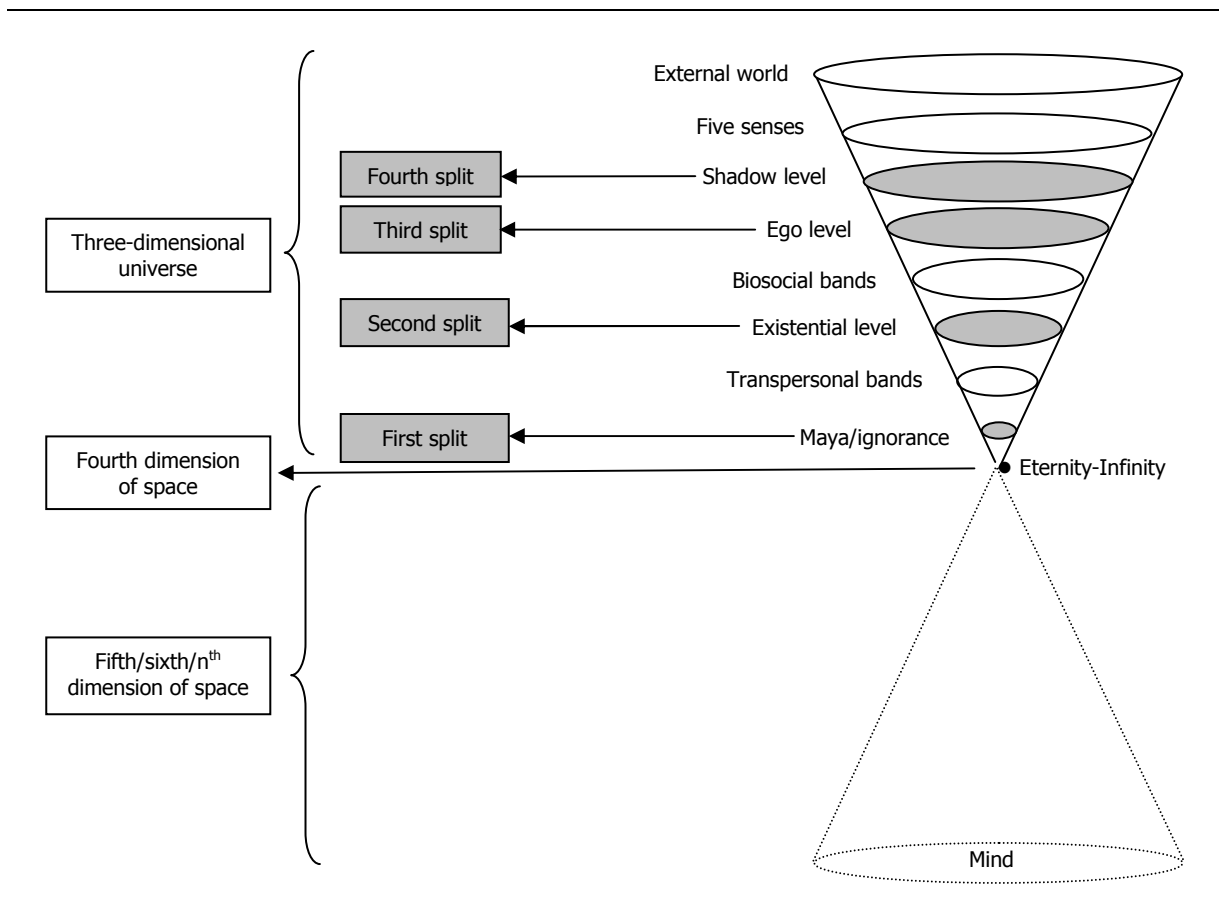 External world
Five senses
Fourth split
Shadow level
Third split
Ego level
Three-dimensional
universe
Biosocial bands
Second split
Existential level
Transpersonal bands
First split
Maya/ignorance
Fourth dimension
of space
Eternity-Infinity
Fifth/sixth/nth
dimension of space
Mind